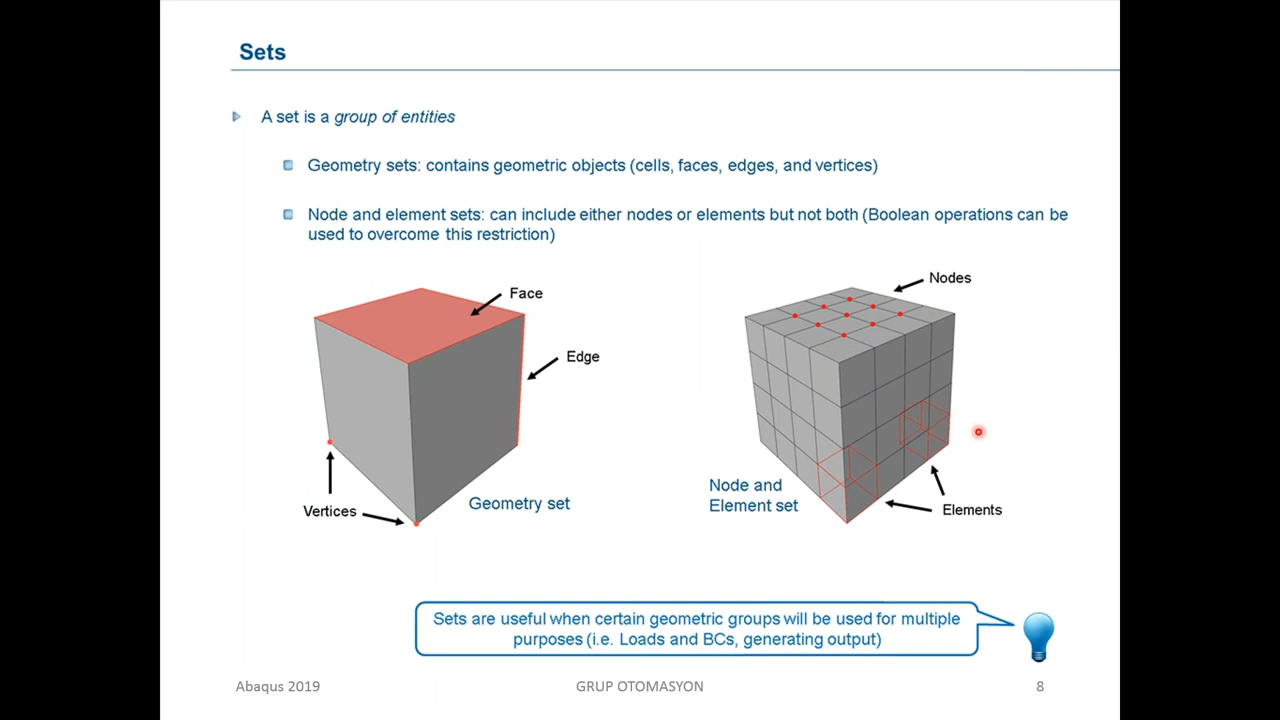 Sets
A set is a group of entities
Geometry sets: contains geometric objects (cells, faces, edges, and vertices)
Node and element sets: can include either nodes or elements but not both (Boolean operations can be
used to overcome this restriction)
Face
Edge
Vertices
Geometry set
Nodes
Node and
Element set
Elements
Sets are useful when certain geometric groups will be used for multiple
purposes (i.e. Loads and BCs, generating output)
Abaqus 2019
GRUP OTOMASYON
8